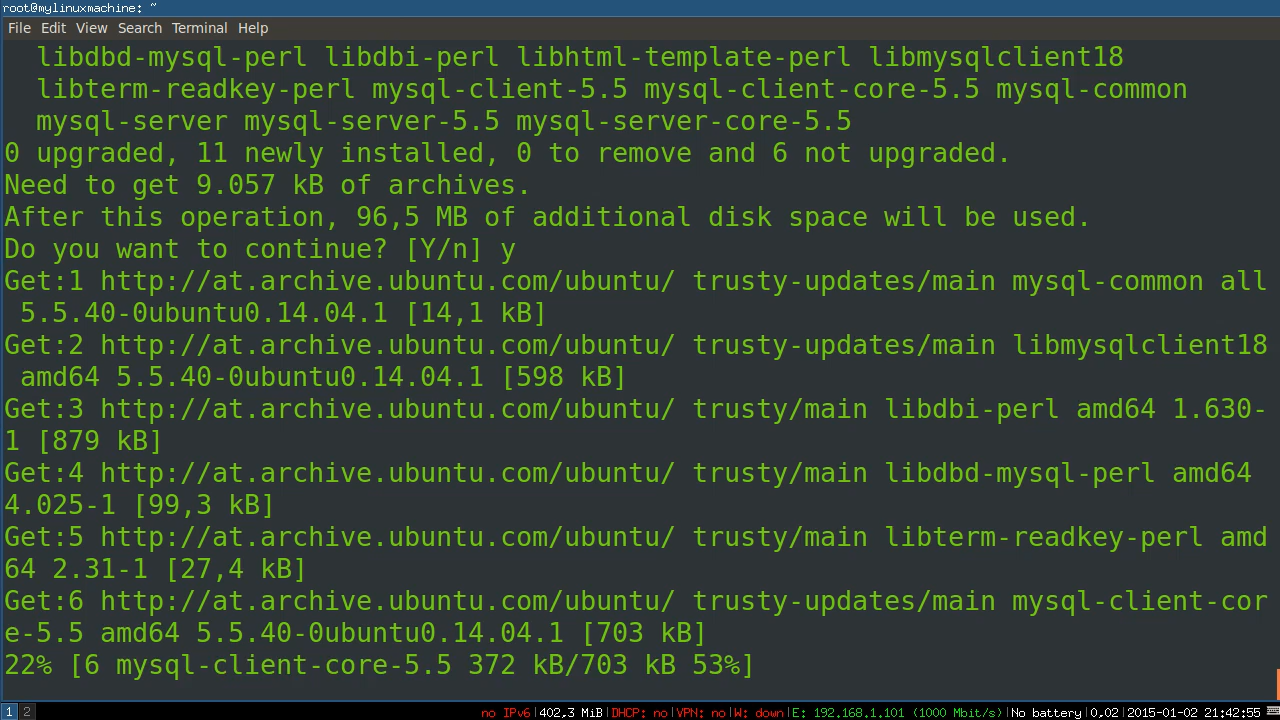 root@mylinuxmachine: ~
File Edit View Search Terminal Help
libdbd-mysql-perl libdbi-perl libhtml-template-perl libmysqlclient18
libterm-readkey-perl mysql-client-5.5 mysql-client-core-5.5 mysql-common
mysql-server mysql-server-5.5 mysql-server-core-5.5
0 upgraded, 11 newly installed, 0 to remove and 6 not upgraded.
Need to get 9.057 kB of archives.
After this operation, 96,5 MB of additional disk space will be used.
Do you want to continue? [Y/n] y
Get:1 http://at.archive.ubuntu.com/ubuntu/ trusty-updates/main mysql-common all
5.5.40-0ubuntu0.14.04.1 [14,1 kB]
Get:2 http://at.archive.ubuntu.com/ubuntu/ trusty-updates/main libmysqlclient18
amd64 5.5.40-0ubuntu0.14.04.1 [598 kB]
Get:3 http://at.archive.ubuntu.com/ubuntu/ trusty/main libdbi-perl amd64 1.630-
1 [879 kB]
Get:4 http://at.archive.ubuntu.com/ubuntu/ trusty/main libdbd-mysql-perl amd64
4.025-1 [99,3 kB]
Get:5 http://at.archive.ubuntu.com/ubuntu/ trusty/main libterm-readkey-perl amd
64 2.31-1 [27,4 kB]
Get:6 http://at.archive.ubuntu.com/ubuntu/ trusty-updates/main mysql-client-cor
e-5.5 amd64 5.5.40-0ubuntu0.14.04.1 [703 kB]
22% [6 mysql-client-core-5.5 372 kB/703 kB 53%]
1 2 no IPv6|402,3 MiB|DHCP: no|VPN: no|W: down|E: 192.168.1.101 (1000 Mbit/s)|No battery|0,02|2015-01-02 21:42:55